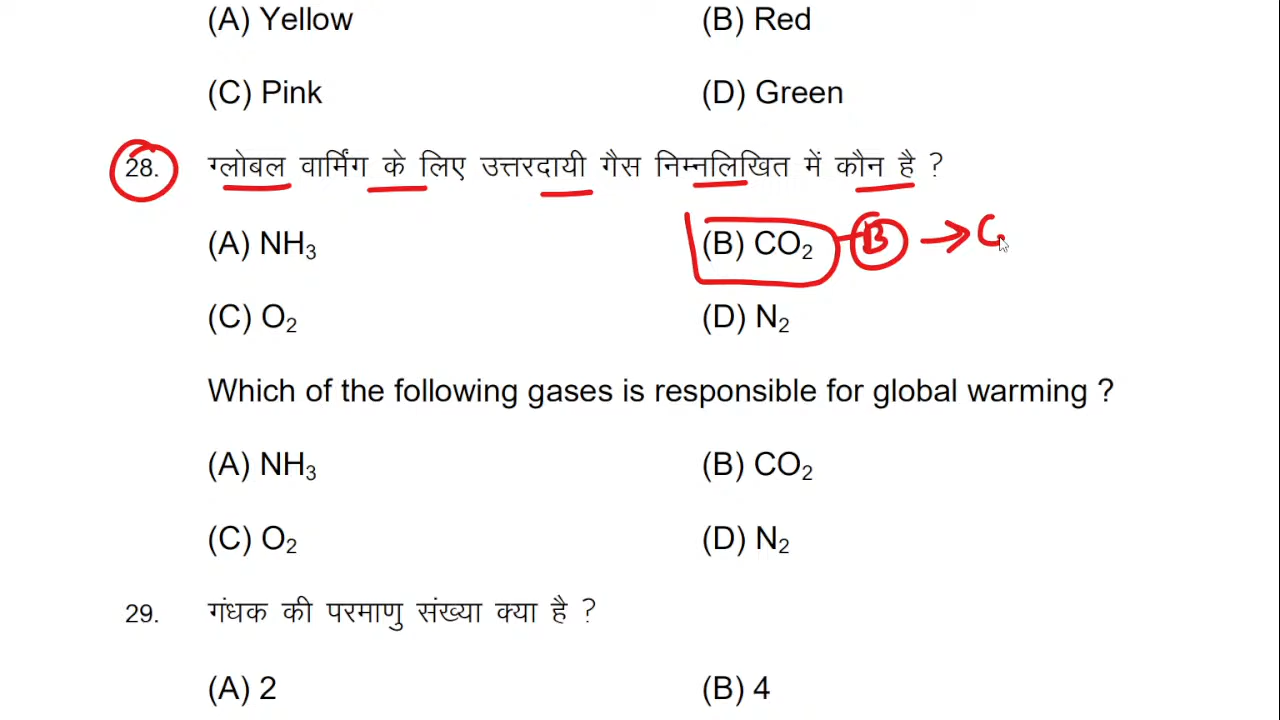 (A) Yellow (B) Red
(C) Pink (D) Green
28. ग्लोबल वार्मिंग के लिए उत्तरदायी गैस निम्नलिखित में कौन है ?
(A) NH₃ (B) CO₂ B → C
(C) O₂ (D) N₂
Which of the following gases is responsible for global warming ?
(A) NH₃ (B) CO₂
(C) O₂ (D) N₂
29. गंधक की परमाणु संख्या क्या है ?
(A) 2 (B) 4